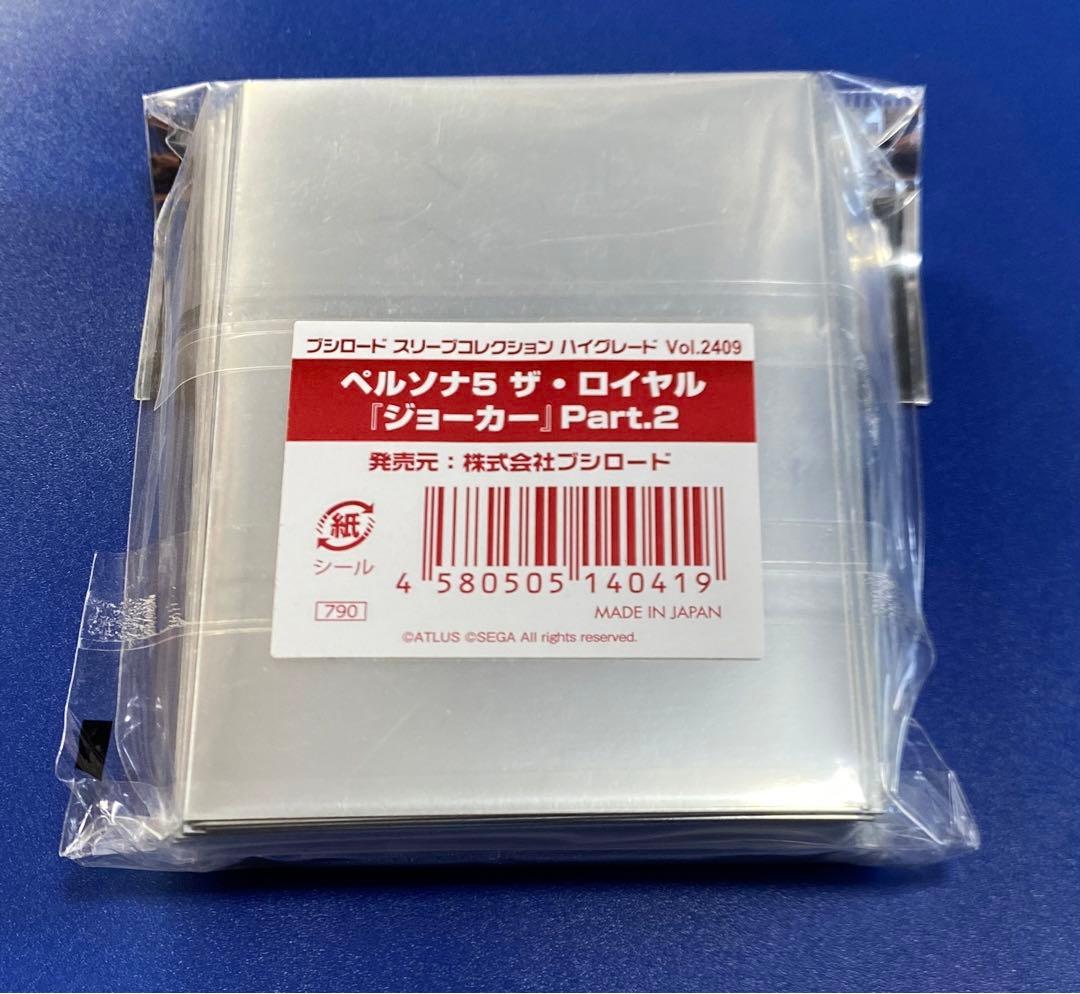 ブシロード スリーブコレクション ハイグレード Vol.2409
ペルソナ5 ザ・ロイヤル
『ジョーカー』Part.2
発売元：株式会社ブシロード
紙
シール
4 580505 140419
790
MADE IN JAPAN
©ATLUS ©SEGA All rights reserved.